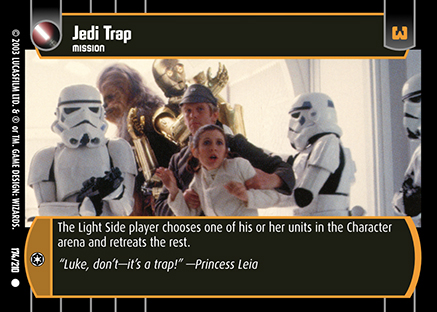 Jedi Trap
MISSION
The Light Side player chooses one of his or her units in the Character
arena and retreats the rest.
"Luke, don't—it's a trap!" —Princess Leia
© 2003 LUCASFILM LTD. & ® or TM. GAME DESIGN: WIZARDS.
174/210